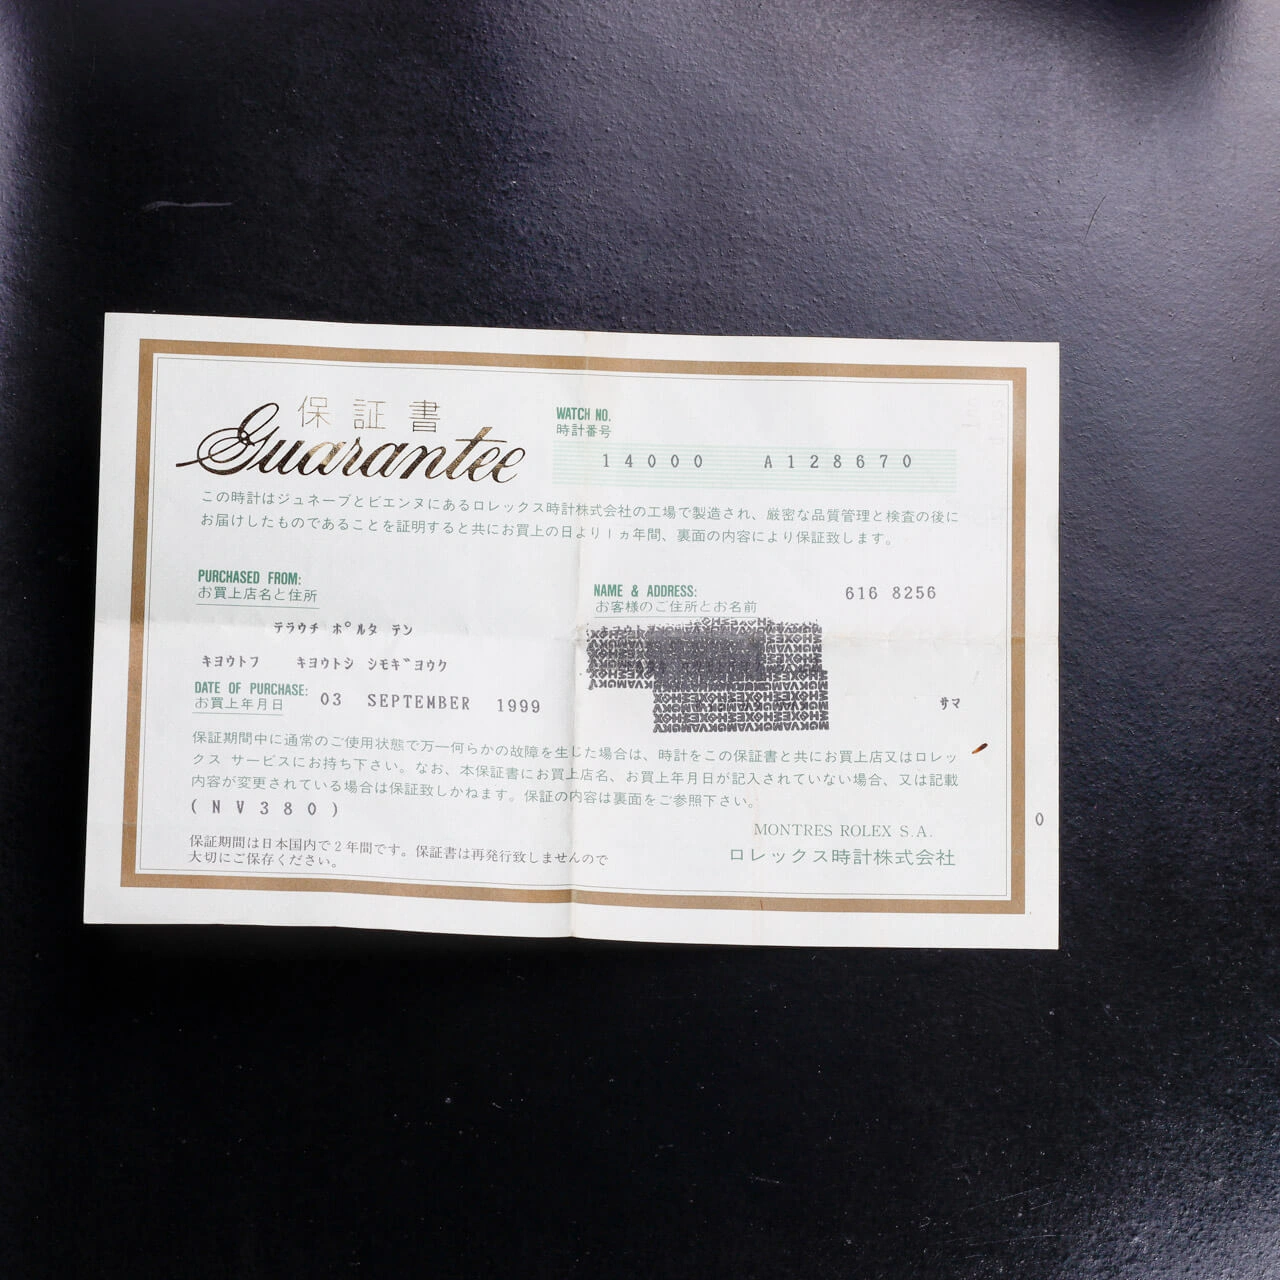 保証書
Guarantee
WATCH NO.
時計番号
14000 A128670
この時計はジュネーブとビエンヌにあるロレックス時計株式会社の工場で製造され、厳密な品質管理と検査の後に
お届けしたものであることを証明すると共にお買上の日より1ヵ年間、裏面の内容により保証致します。
PURCHASED FROM:
お買上店名と住所
テラウチ ポルタ テン
キヨウトフ キヨウトシ シモギヨウク
NAME & ADDRESS: 616 8256
お客様のご住所とお名前
サマ
DATE OF PURCHASE: 03 SEPTEMBER 1999
お買上年月日
保証期間中に通常のご使用状態で万一何らかの故障を生じた場合は、時計をこの保証書と共にお買上店又はロレッ
クス サービスにお持ち下さい。なお、本保証書にお買上店名、お買上年月日が記入されていない場合、又は記載
内容が変更されている場合は保証致しかねます。保証の内容は裏面をご参照下さい。
(NV380)
0
MONTRES ROLEX S.A.
ロレックス時計株式会社
保証期間は日本国内で2年間です。保証書は再発行致しませんので
大切にご保存ください。